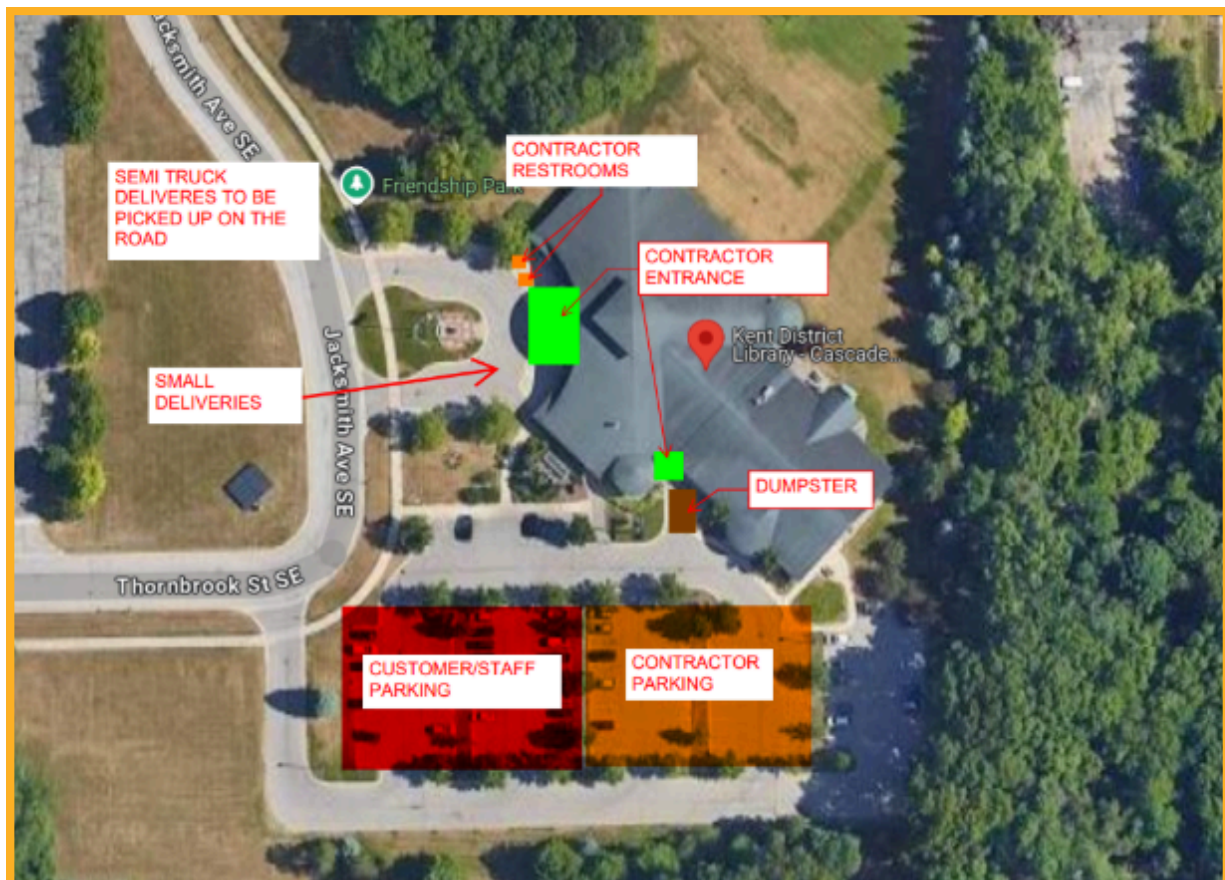 Jacksmith Ave SE
SEMI TRUCK
DELIVERES TO BE
PICKED UP ON THE
ROAD
Friendship Park
CONTRACTOR
RESTROOMS
CONTRACTOR
ENTRANCE
Kent District
Library - Cascade...
SMALL
DELIVERIES
Jacksmith Ave SE
DUMPSTER
Thornbrook St SE
CUSTOMER/STAFF
PARKING
CONTRACTOR
PARKING